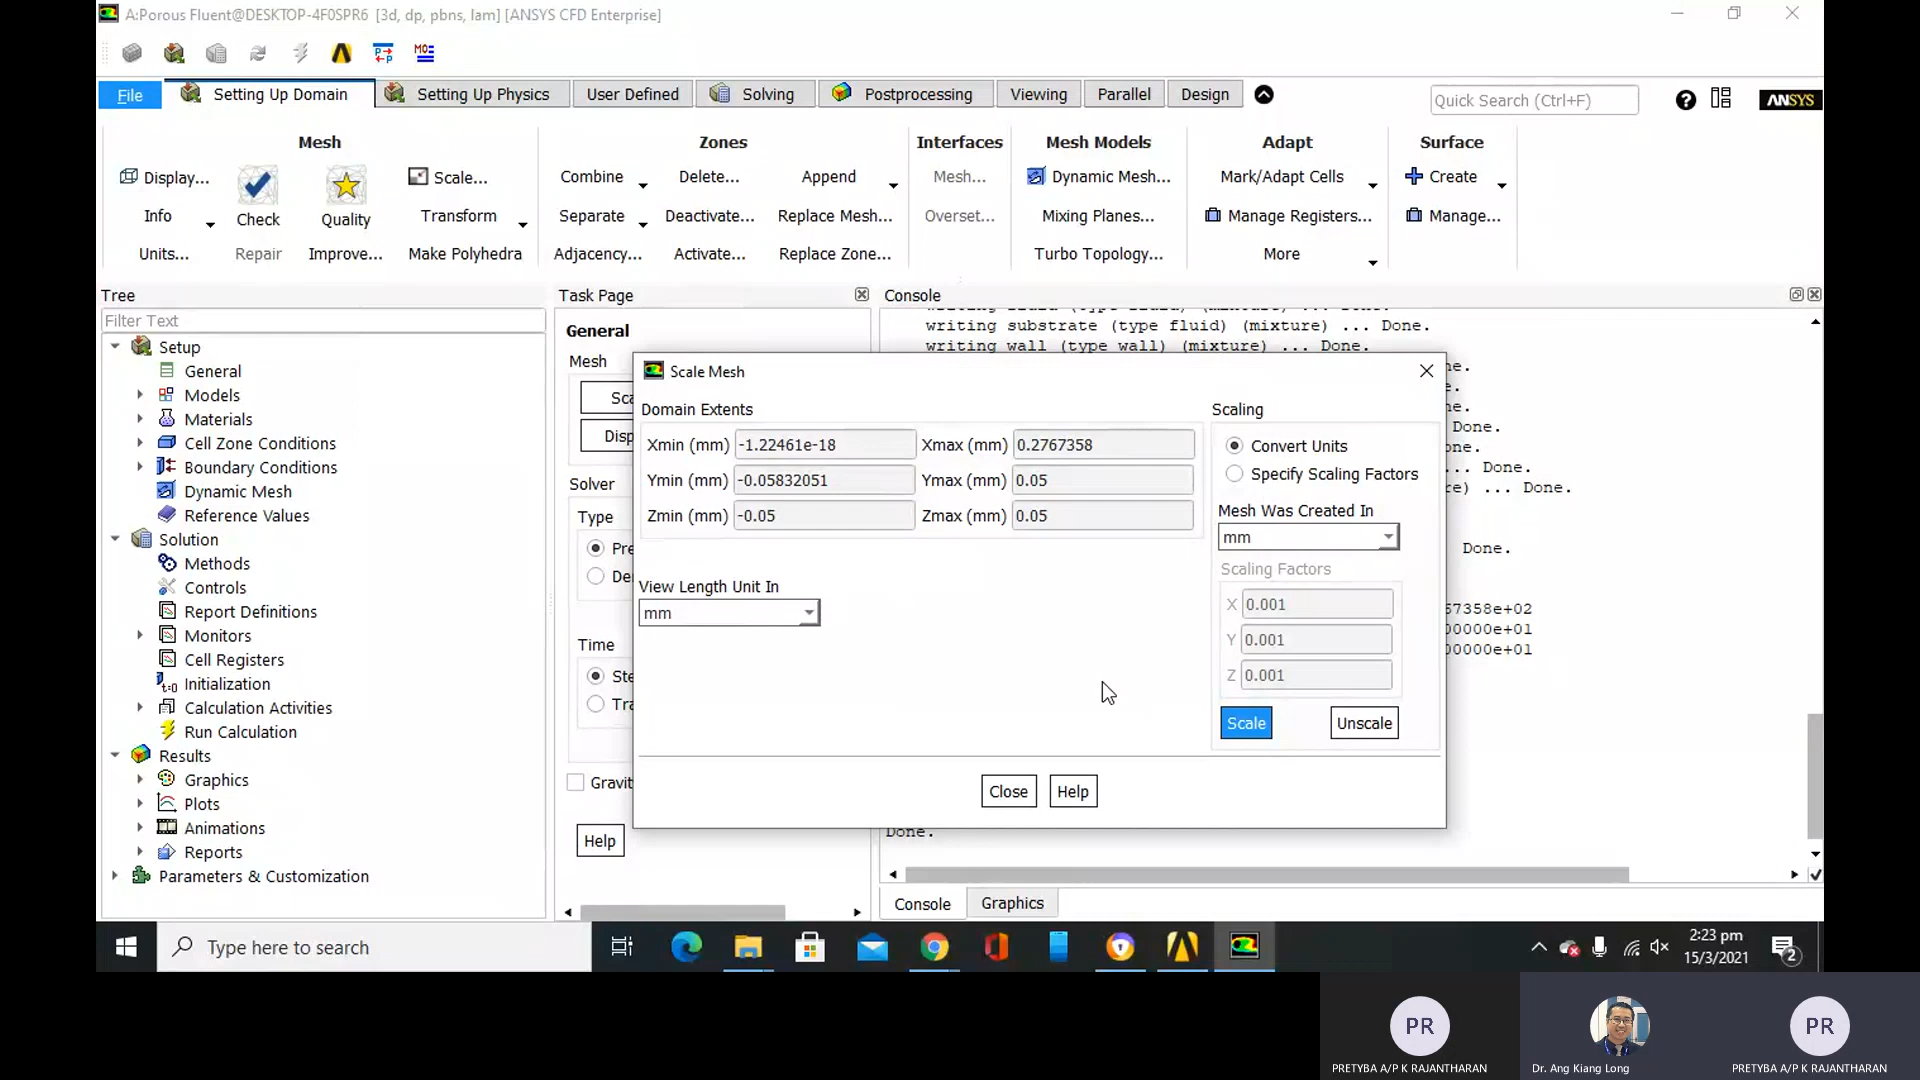 A:Porous Fluent@DESKTOP-4F0SPR6 [3d, dp, pbns, lam] [ANSYS CFD Enterprise]
File
Setting Up Domain
Setting Up Physics
User Defined
Solving
Postprocessing
Viewing
Parallel
Design
Quick Search (Ctrl+F)
ANSYS
Mesh
Zones
Interfaces
Mesh Models
Adapt
Surface
Display...
Info
Units...
Check
Repair
Quality
Improve...
Scale...
Transform
Make Polyhedra
Combine
Separate
Adjacency...
Delete...
Deactivate...
Activate...
Append
Replace Mesh...
Replace Zone...
Mesh...
Overset...
Dynamic Mesh...
Mixing Planes...
Turbo Topology...
Mark/Adapt Cells
Manage Registers...
More
Create
Manage...
Tree
Filter Text
Setup
General
Models
Materials
Cell Zone Conditions
Boundary Conditions
Dynamic Mesh
Reference Values
Solution
Methods
Controls
Report Definitions
Monitors
Cell Registers
Initialization
Calculation Activities
Run Calculation
Results
Graphics
Plots
Animations
Reports
Parameters & Customization
Task Page
General
Mesh
Solver
Type
Time
Help
Console
writing substrate (type fluid) (mixture) ... Done.
writing wall (type wall) (mixture) ... Done.
... Done.
Done.
57358e+02
00000e+01
00000e+01
Done.
Console
Graphics
Scale Mesh
Domain Extents
Xmin (mm) -1.22461e-18 Xmax (mm) 0.2767358
Ymin (mm) -0.05832051 Ymax (mm) 0.05
Zmin (mm) -0.05 Zmax (mm) 0.05
View Length Unit In
mm
Scaling
Convert Units
Specify Scaling Factors
Mesh Was Created In
mm
Scaling Factors
X 0.001
Y 0.001
Z 0.001
Scale
Unscale
Close
Help
Type here to search
2:23 pm
15/3/2021
2
PR
PRETYBA A/P K RAJANTHARAN
Dr. Ang Kiang Long
PR
PRETYBA A/P K RAJANTHARAN